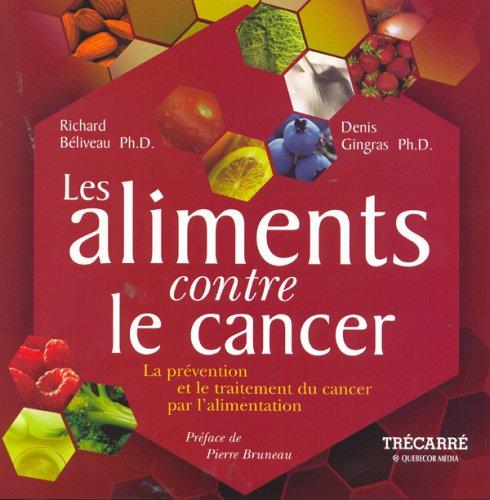 Richard
Béliveau Ph.D.
Denis
Gingras Ph.D.
Les
aliments
contre
le cancer
La prévention
et le traitement du cancer
par l'alimentation
Préface de
Pierre Bruneau
TRÉCARRÉ
QUEBECOR MEDIA